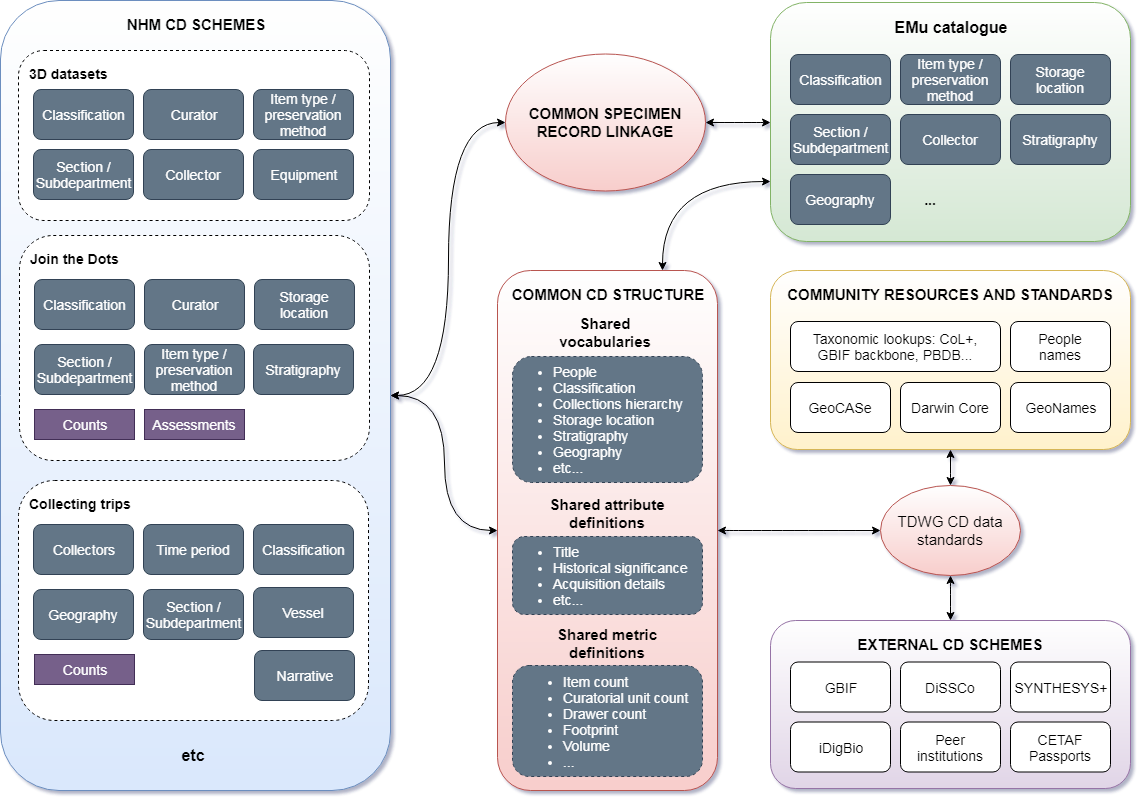 NHM CD SCHEMES
3D datasets
Classification
Curator
Item type /
preservation
method
Section /
Subdepartment
Collector
Equipment
Join the Dots
Classification
Curator
Storage
location
Section /
Subdepartment
Item type /
preservation
method
Stratigraphy
Counts
Assessments
Collecting trips
Collectors
Time period
Classification
Geography
Section /
Subdepartment
Vessel
Counts
Narrative
etc
COMMON SPECIMEN
RECORD LINKAGE
COMMON CD STRUCTURE
Shared
vocabularies
• People
• Classification
• Collections hierarchy
• Storage location
• Stratigraphy
• Geography
• etc...
Shared attribute
definitions
• Title
• Historical significance
• Acquisition details
• etc...
Shared metric
definitions
• Item count
• Curatorial unit count
• Drawer count
• Footprint
• Volume
• ...
EMu catalogue
Classification
Item type /
preservation
method
Storage
location
Section /
Subdepartment
Collector
Stratigraphy
Geography
...
COMMUNITY RESOURCES AND STANDARDS
Taxonomic lookups: CoL+,
GBIF backbone, PBDB...
People
names
GeoCASe
Darwin Core
GeoNames
TDWG CD data
standards
EXTERNAL CD SCHEMES
GBIF
DiSSCo
SYNTHESYS+
iDigBio
Peer
institutions
CETAF
Passports